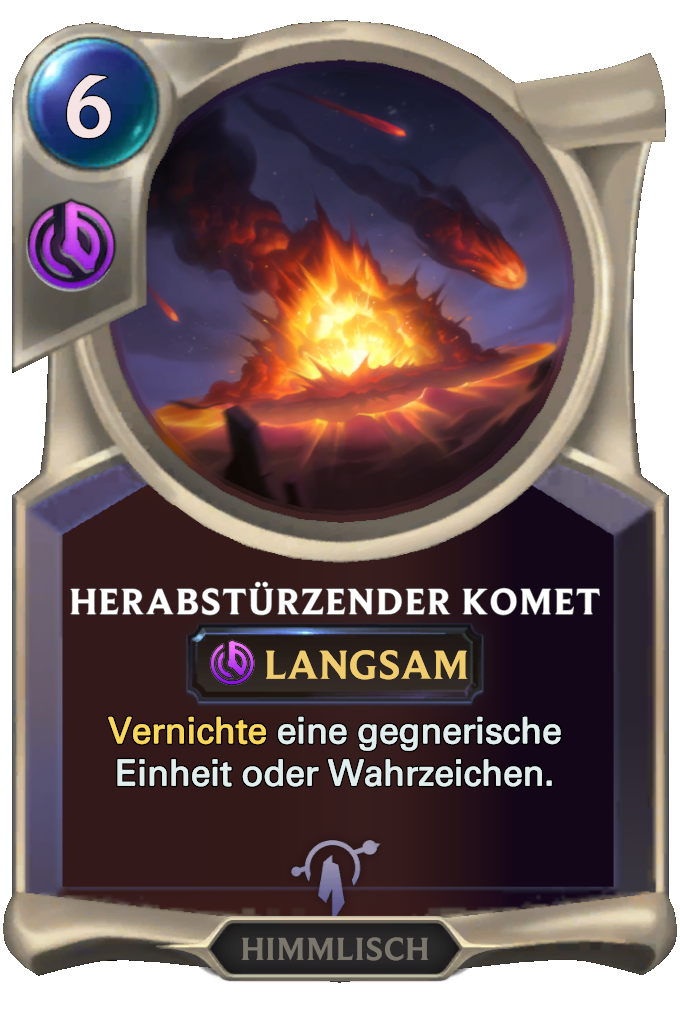 6
HERABSTÜRZENDER KOMET
LANGSAM
Vernichte eine gegnerische
Einheit oder Wahrzeichen.
HIMMLISCH